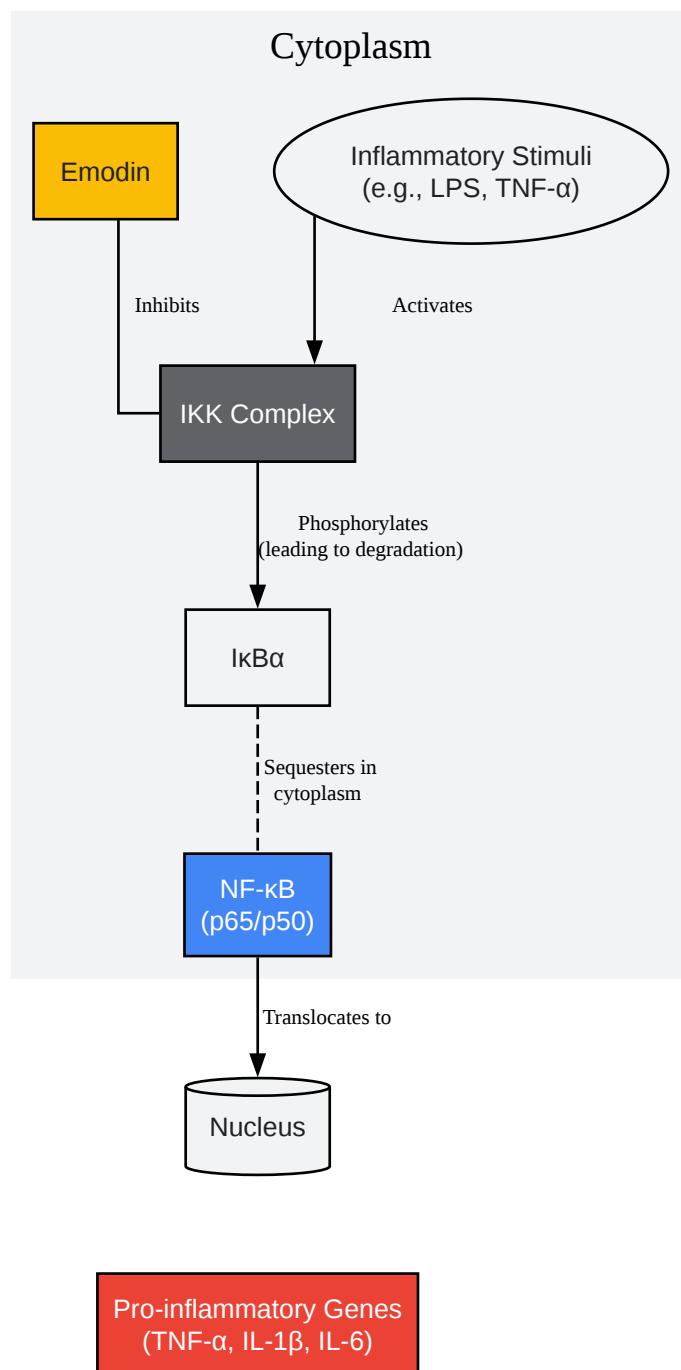 Cytoplasm
Emodin
Inflammatory Stimuli
(e.g., LPS, TNF-α)
Inhibits
Activates
IKK Complex
Phosphorylates
(leading to degradation)
IκBα
Sequesters in
cytoplasm
NF-κB
(p65/p50)
Translocates to
Nucleus
Pro-inflammatory Genes
(TNF-α, IL-1β, IL-6)